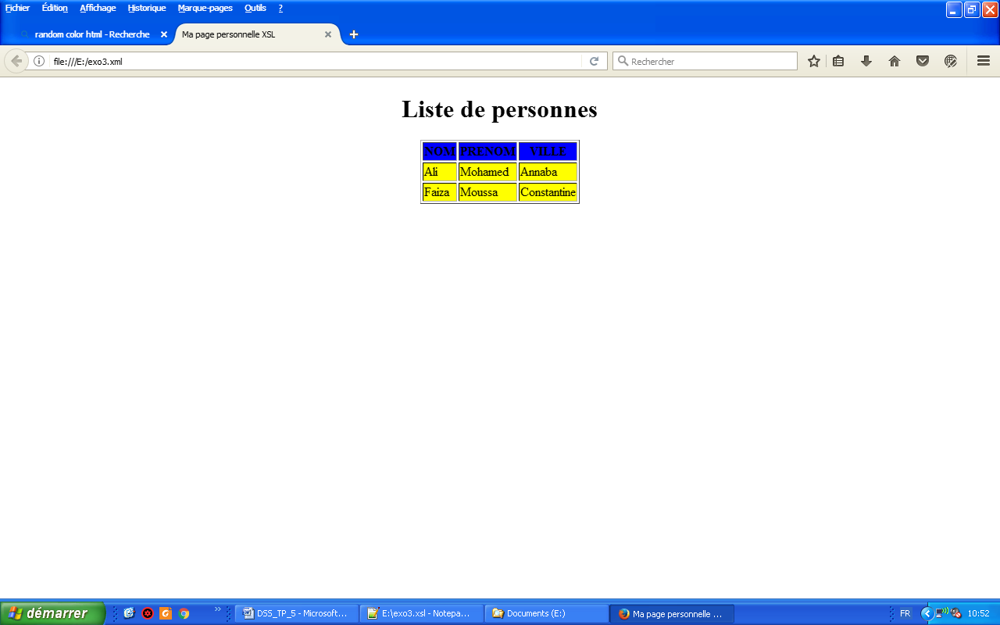 Fichier Édition Affichage Historique Marque-pages Outils ?
random color html - Recherche Ma page personnelle XSL
file:///E:/exo3.xml Rechercher
Liste de personnes
NOM PRENOM VILLE
Ali Mohamed Annaba
Faiza Moussa Constantine
démarrer DSS_TP_5 - Microsoft... E:\exo3.xsl - Notepa... Documents (E:) Ma page personnelle ... FR 10:52